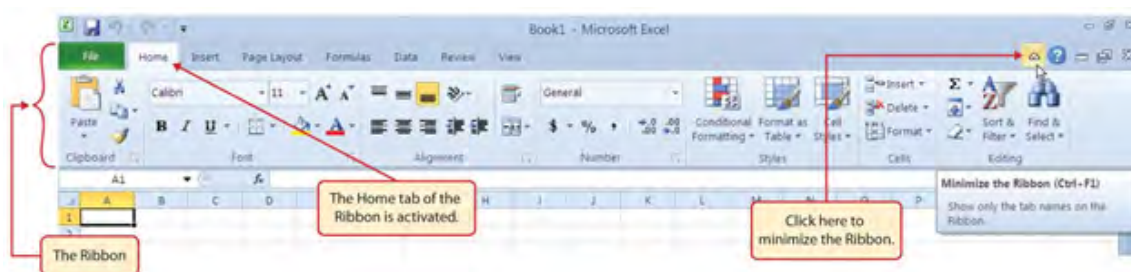 Book1 - Microsoft Excel
File Home Insert Page Layout Formulas Data Review View
Calibri 11 General
Paste B I U $ % , Conditional Formatting Format as Table Cell Styles Insert Delete Format Σ Sort & Filter Find & Select
Clipboard Font Alignment Number Styles Cells Editing
A1 fx
A B C D H I J K L M N O P
1
The Home tab of the
Ribbon is activated.
Click here to
minimize the Ribbon.
Minimize the Ribbon (Ctrl+F1)
Show only the tab names on the
Ribbon.
The Ribbon